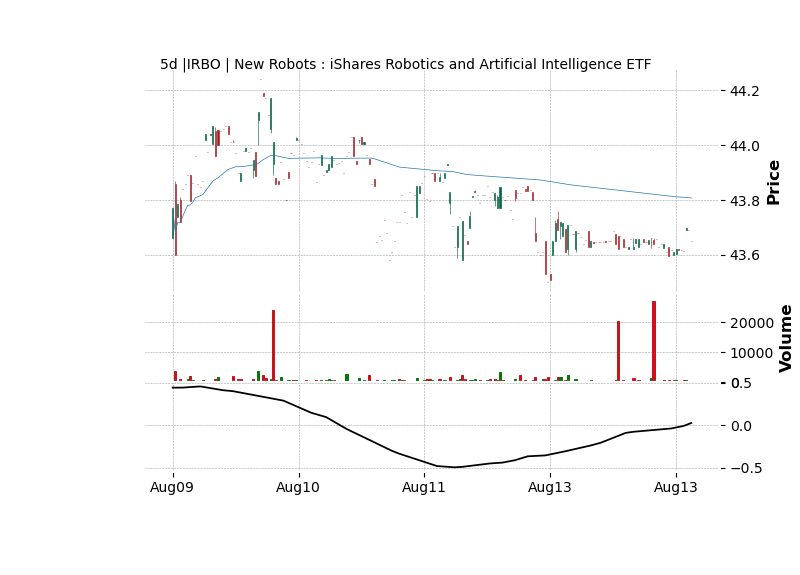 5d |IRBO | New Robots : iShares Robotics and Artificial Intelligence ETF
44.2
44.0
43.8
43.6
Price
20000
10000
0
Volume
0.5
0.0
−0.5
Aug09 Aug10 Aug11 Aug13 Aug13